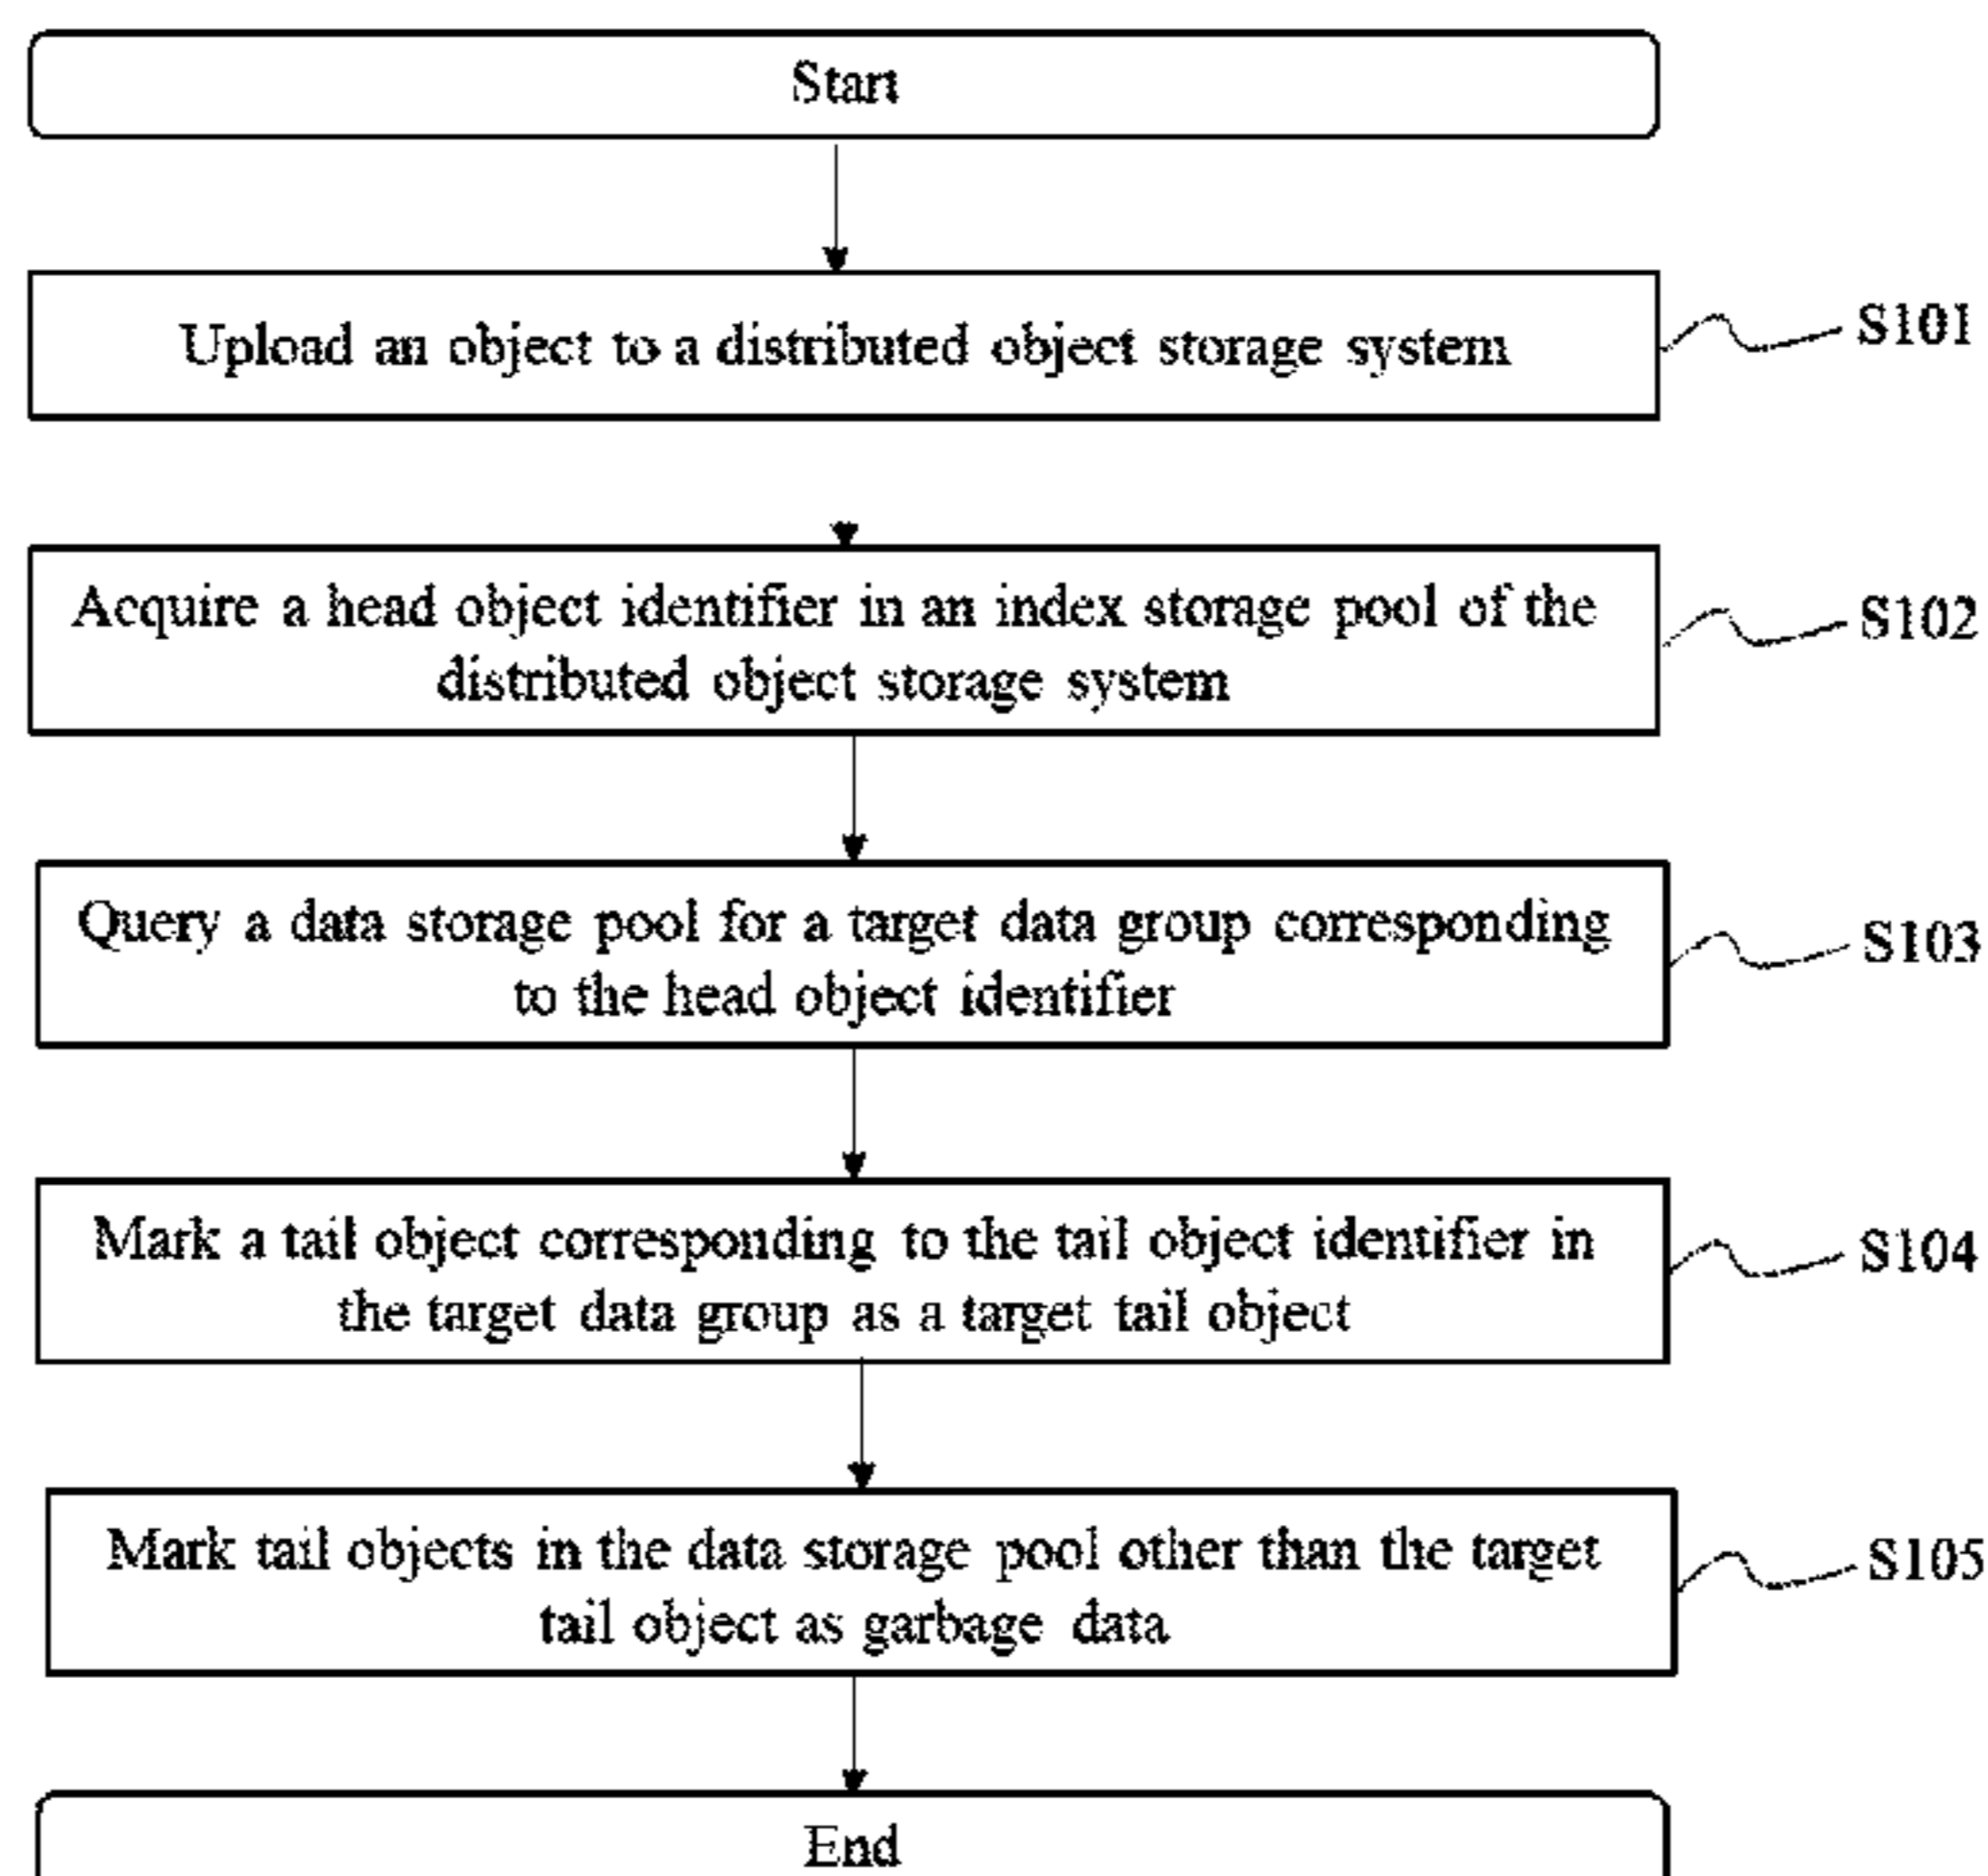 Start
Upload an object to a distributed object storage system
S101
Acquire a head object identifier in an index storage pool of the
distributed object storage system
S102
Query a data storage pool for a target data group corresponding
to the head object identifier
S103
Mark a tail object corresponding to the tail object identifier in
the target data group as a target tail object
S104
Mark tail objects in the data storage pool other than the target
tail object as garbage data
S105
End